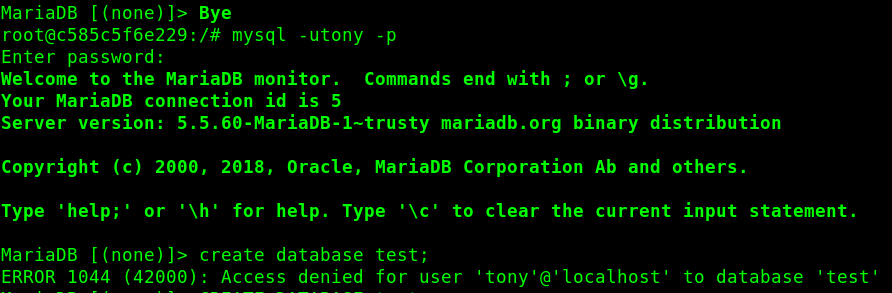 MariaDB [(none)]> Bye
root@c585c5f6e229:/# mysql -utony -p
Enter password:
Welcome to the MariaDB monitor.  Commands end with ; or \g.
Your MariaDB connection id is 5
Server version: 5.5.60-MariaDB-1~trusty mariadb.org binary distribution
Copyright (c) 2000, 2018, Oracle, MariaDB Corporation Ab and others.
Type 'help;' or '\h' for help. Type '\c' to clear the current input statement.
MariaDB [(none)]> create database test;
ERROR 1044 (42000): Access denied for user 'tony'@'localhost' to database 'test'